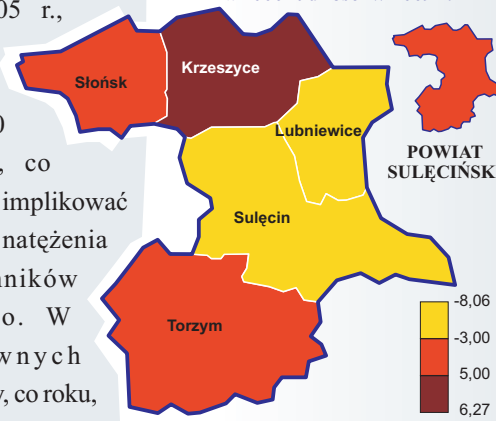 05 r.,
0
co
implikować
natężenia
ników
o. W
wnych
co roku,
Słońsk
Krzeszyce
Lubniewice
Sulęcin
Torzym
POWIAT
SULĘCIŃSK
-8,06
-3,00
5,00
6,27